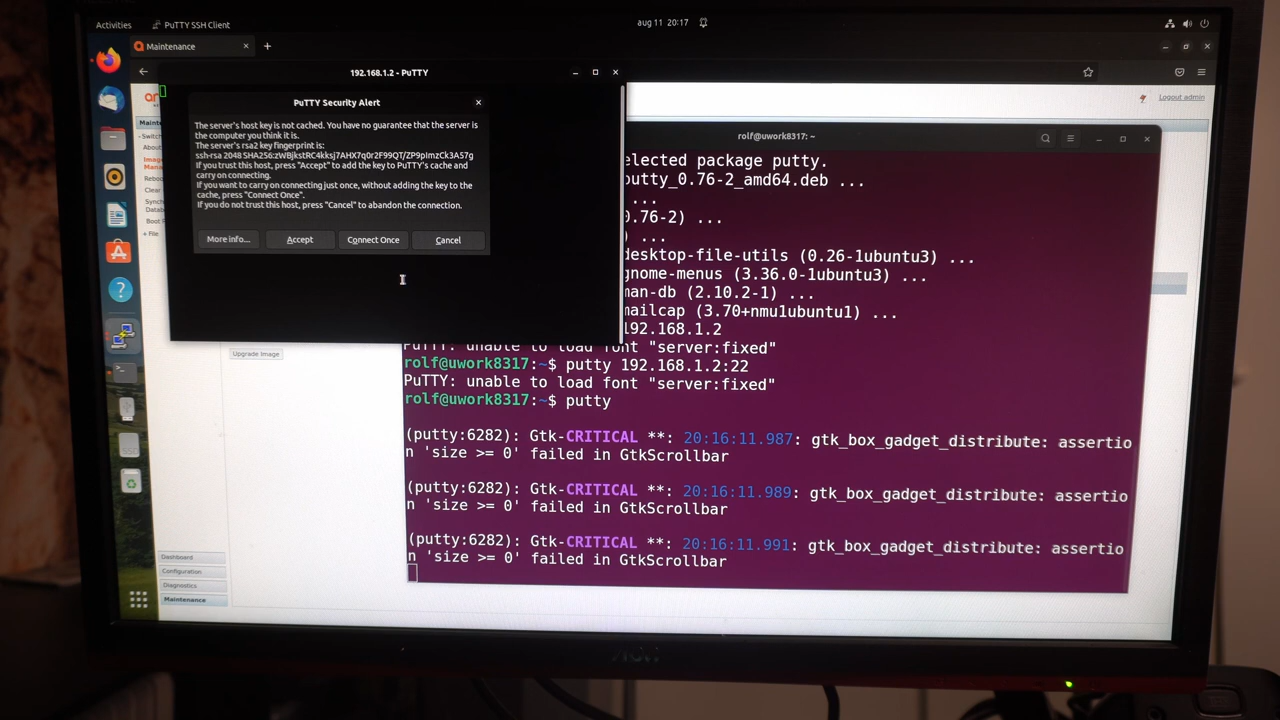 Activities
PuTTY SSH Client
aug 11 20:17
Maintenance
192.168.1.2 - PuTTY
Logout admin
PuTTY Security Alert
The server's host key is not cached. You have no guarantee that the server is
the computer you think it is.
The server's rsa2 key fingerprint is:
ssh-rsa 2048 SHA256:zWBjkstRC4kksj7AHX7q0r2F99QT/ZP9pImzCk3A57g
If you trust this host, press "Accept" to add the key to PuTTY's cache and
carry on connecting.
If you want to carry on connecting just once, without adding the key to the
cache, press "Connect Once".
If you do not trust this host, press "Cancel" to abandon the connection.
More info...
Accept
Connect Once
Cancel
rolf@uwork8317: ~
elected package putty.
putty_0.76-2_amd64.deb ...
...
0.76-2) ...
) ...
desktop-file-utils (0.26-1ubuntu3) ...
gnome-menus (3.36.0-1ubuntu3) ...
man-db (2.10.2-1) ...
mailcap (3.70+nmu1ubuntu1) ...
192.168.1.2
PuTTY: unable to load font "server:fixed"
rolf@uwork8317:~$ putty 192.168.1.2:22
PuTTY: unable to load font "server:fixed"
rolf@uwork8317:~$ putty
(putty:6282): Gtk-CRITICAL **: 20:16:11.987: gtk_box_gadget_distribute: assertio
n 'size >= 0' failed in GtkScrollbar
(putty:6282): Gtk-CRITICAL **: 20:16:11.989: gtk_box_gadget_distribute: assertio
n 'size >= 0' failed in GtkScrollbar
(putty:6282): Gtk-CRITICAL **: 20:16:11.991: gtk_box_gadget_distribute: assertio
n 'size >= 0' failed in GtkScrollbar
Upgrade Image
Dashboard
Configuration
Diagnostics
Maintenance
AOC